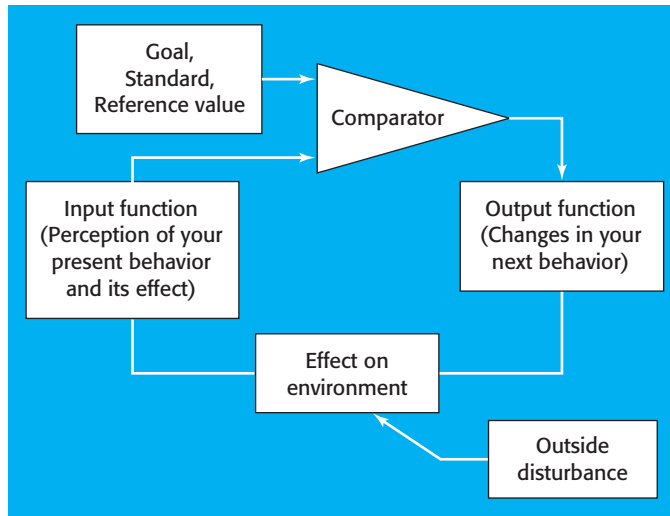 Goal,
Standard,
Reference value
Comparator
Input function
(Perception of your
present behavior
and its effect)
Output function
(Changes in your
next behavior)
Effect on
environment
Outside
disturbance